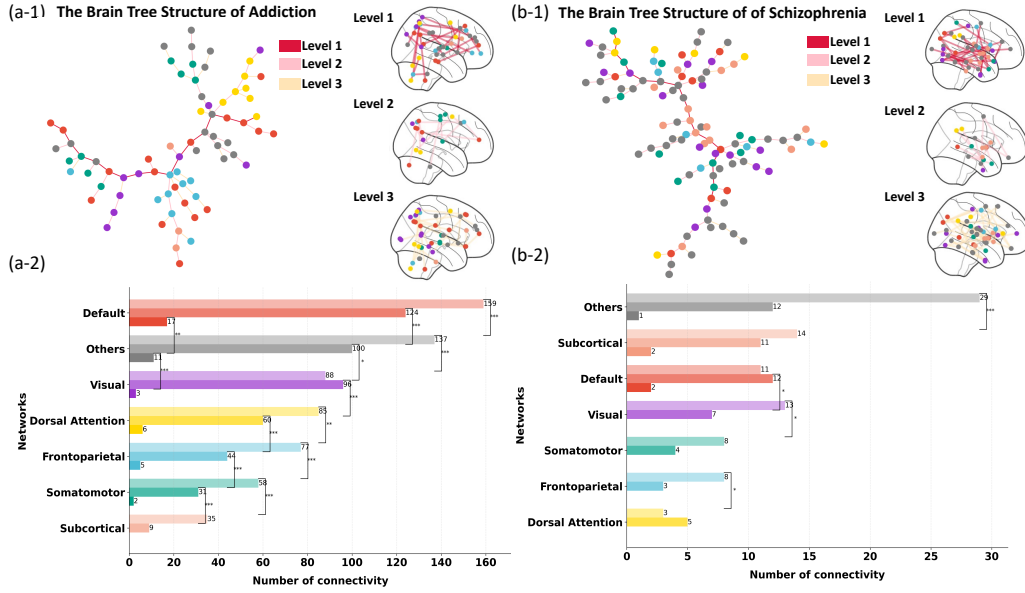 (a-1) The Brain Tree Structure of Addiction
Level 1
Level 2
Level 3
Level 1
Level 2
Level 3
(b-1) The Brain Tree Structure of of Schizophrenia
Level 1
Level 2
Level 3
Level 1
Level 2
Level 3
(a-2)
Networks
Default 159 124 17
Others 137 100 11
Visual 88 96 3
Dorsal Attention 85 60 6
Frontoparietal 77 44 5
Somatomotor 58 31 2
Subcortical 35 9
*** *** ** *** * *** *** ** *** *** *** *** ***
0 20 40 60 80 100 120 140 160
Number of connectivity
(b-2)
Networks
Others 29 12 1
Subcortical 14 11 2
Default 11 12 2
Visual 13 7
Somatomotor 8 4
Frontoparietal 8 3
Dorsal Attention 3 5
*** * * *
0 5 10 15 20 25 30
Number of connectivity